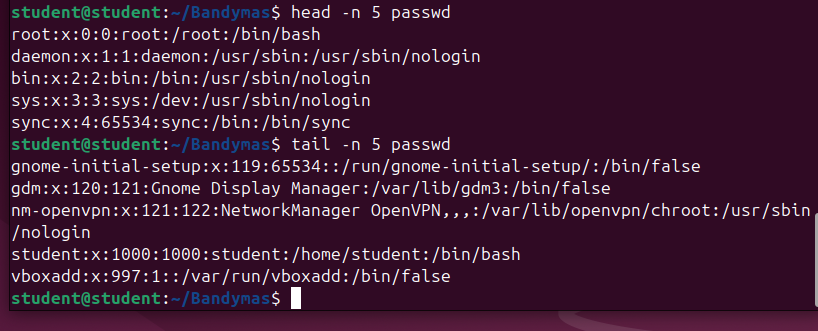 student@student:~/Bandymas$ head -n 5 passwd
root:x:0:0:root:/root:/bin/bash
daemon:x:1:1:daemon:/usr/sbin:/usr/sbin/nologin
bin:x:2:2:bin:/bin:/usr/sbin/nologin
sys:x:3:3:sys:/dev:/usr/sbin/nologin
sync:x:4:65534:sync:/bin:/bin/sync
student@student:~/Bandymas$ tail -n 5 passwd
gnome-initial-setup:x:119:65534::/run/gnome-initial-setup/:/bin/false
gdm:x:120:121:Gnome Display Manager:/var/lib/gdm3:/bin/false
nm-openvpn:x:121:122:NetworkManager OpenVPN,,,:/var/lib/openvpn/chroot:/usr/sbin
/nologin
student:x:1000:1000:student:/home/student:/bin/bash
vboxadd:x:997:1::/var/run/vboxadd:/bin/false
student@student:~/Bandymas$